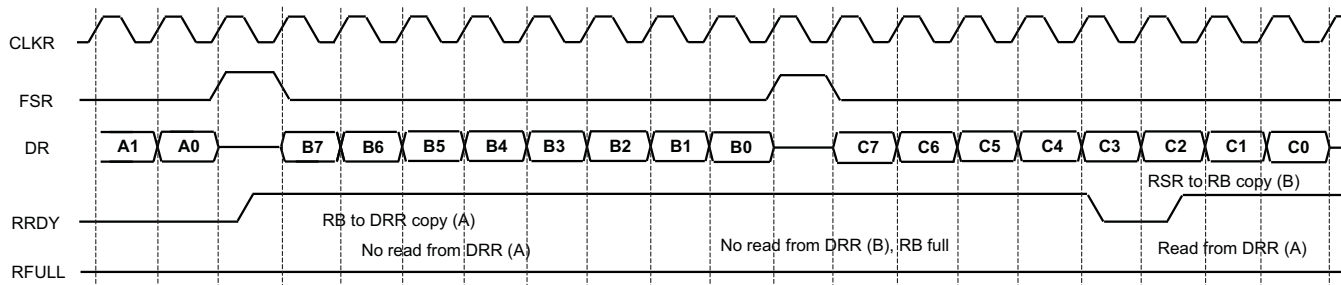 CLKR
FSR
DR A1 A0 B7 B6 B5 B4 B3 B2 B1 B0 C7 C6 C5 C4 C3 C2 C1 C0
RSR to RB copy (B)
RRDY RB to DRR copy (A)
No read from DRR (A) No read from DRR (B), RB full Read from DRR (A)
RFULL